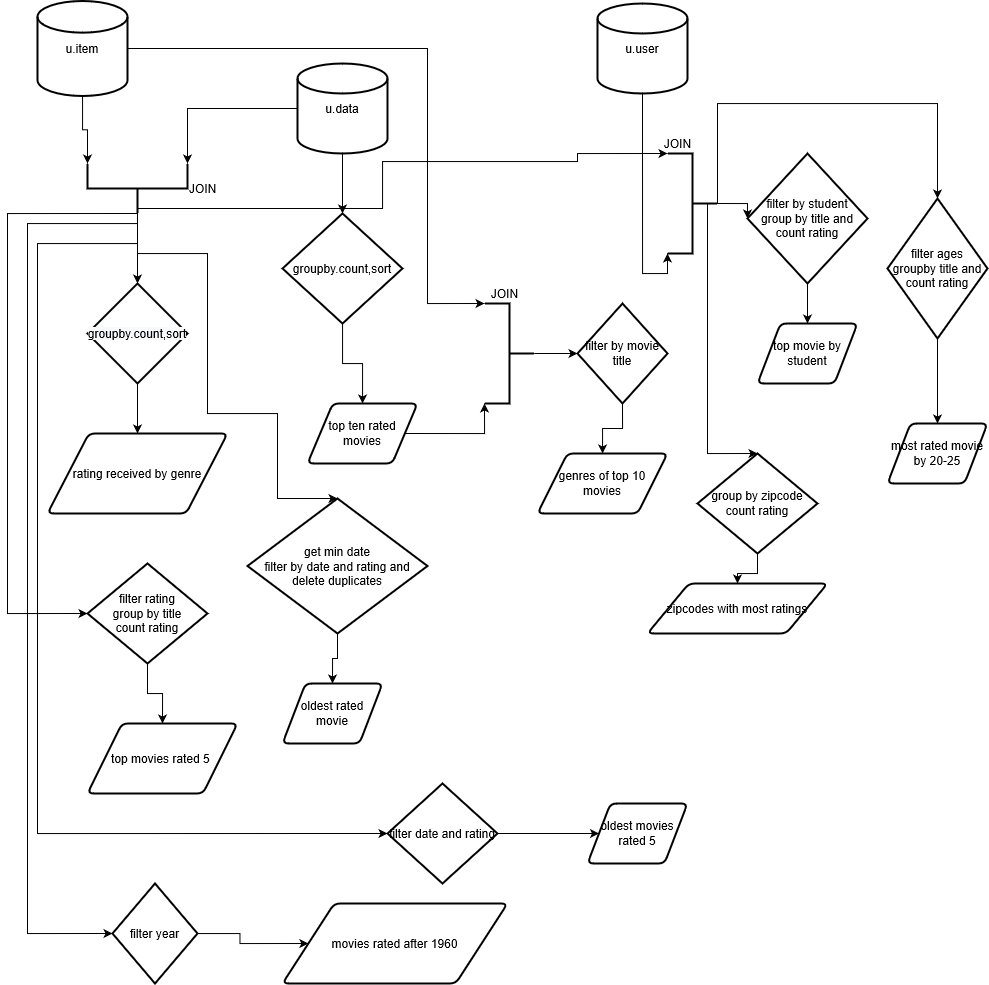 u.item
u.user
u.data
JOIN
JOIN
filter by student
group by title and
count rating
filter ages
groupby title and
count rating
groupby.count,sort
JOIN
groupby.count,sort
filter by movie
title
top movie by
student
top ten rated
movies
most rated movie
by 20-25
rating received by genre
genres of top 10
movies
group by zipcode
count rating
get min date
filter by date and rating and
delete duplicates
filter rating
group by title
count rating
zipcodes with most ratings
oldest rated
movie
top movies rated 5
filter date and rating
oldest movies
rated 5
filter year
movies rated after 1960